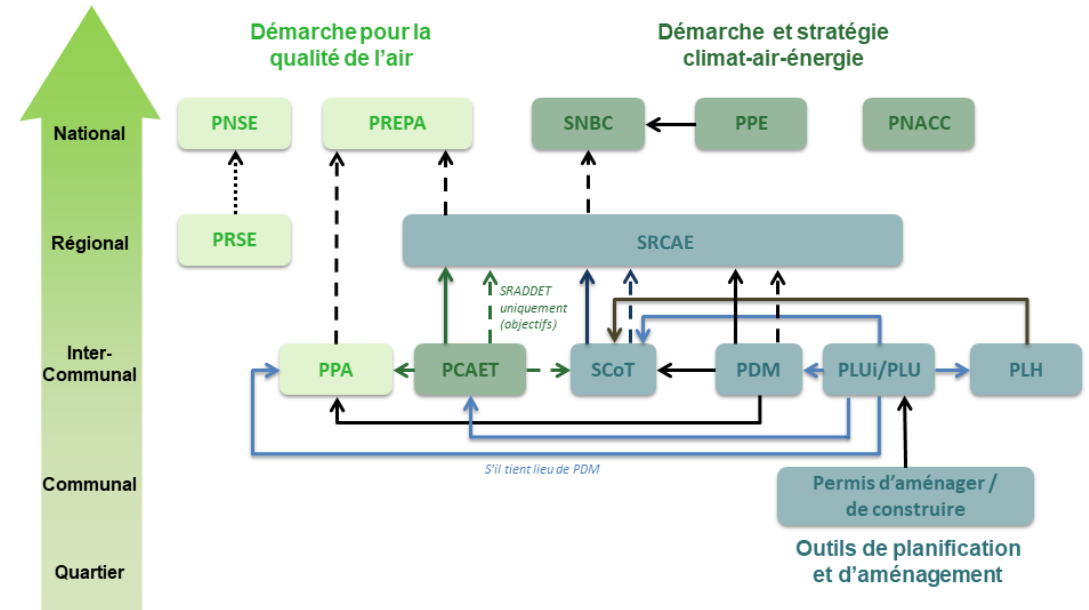 Démarche pour la
qualité de l'air
Démarche et stratégie
climat-air-énergie
National
PNSE
PREPA
SNBC
PPE
PNACC
Régional
PRSE
SRCAE
SRADDET
uniquement
(objectifs)
Inter-
Communal
PPA
PCAET
SCoT
PDM
PLUi/PLU
PLH
S'il tient lieu de PDM
Communal
Permis d'aménager /
de construire
Outils de planification
et d'aménagement
Quartier